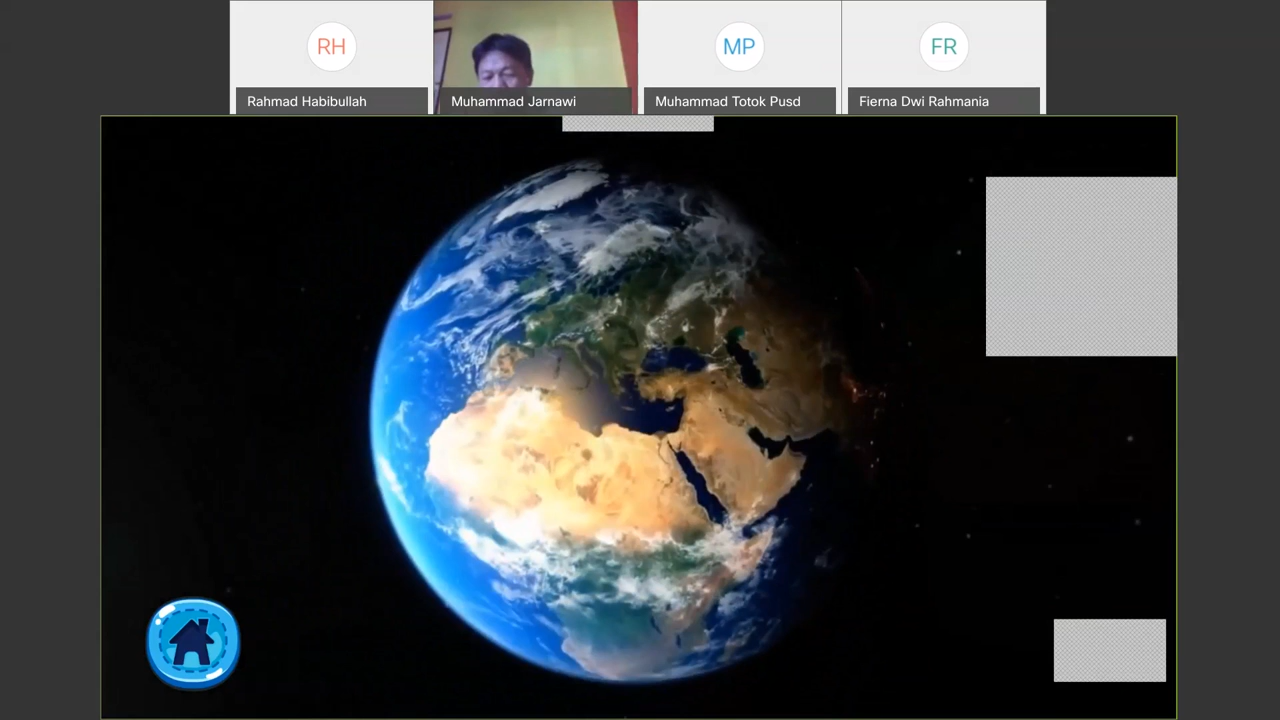 RH
Rahmad Habibullah
Muhammad Jarnawi
MP
Muhammad Totok Pusd
FR
Fierna Dwi Rahmania